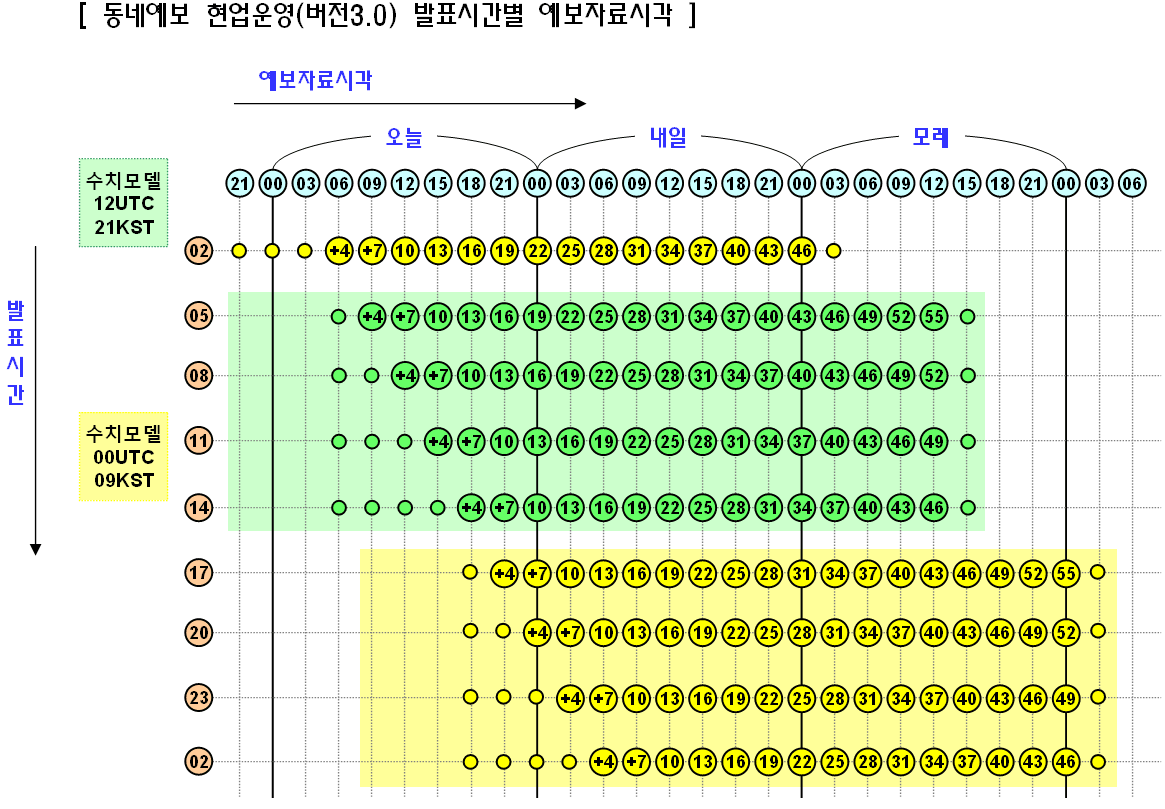 [ 동네예보 현업운영(버전3.0) 발표시간별 예보자료시각 ]
예보자료시각
오늘 내일 모레
수치모델
12UTC
21KST
21 00 03 06 09 12 15 18 21 00 03 06 09 12 15 18 21 00 03 06 09 12 15 18 21 00 03 06
02 +4 +7 10 13 16 19 22 25 28 31 34 37 40 43 46
발표시간
05 +4 +7 10 13 16 19 22 25 28 31 34 37 40 43 46 49 52 55
08 +4 +7 10 13 16 19 22 25 28 31 34 37 40 43 46 49 52
수치모델
00UTC
09KST
11 +4 +7 10 13 16 19 22 25 28 31 34 37 40 43 46 49
14 +4 +7 10 13 16 19 22 25 28 31 34 37 40 43 46
17 +4 +7 10 13 16 19 22 25 28 31 34 37 40 43 46 49 52 55
20 +4 +7 10 13 16 19 22 25 28 31 34 37 40 43 46 49 52
23 +4 +7 10 13 16 19 22 25 28 31 34 37 40 43 46 49
02 +4 +7 10 13 16 19 22 25 28 31 34 37 40 43 46